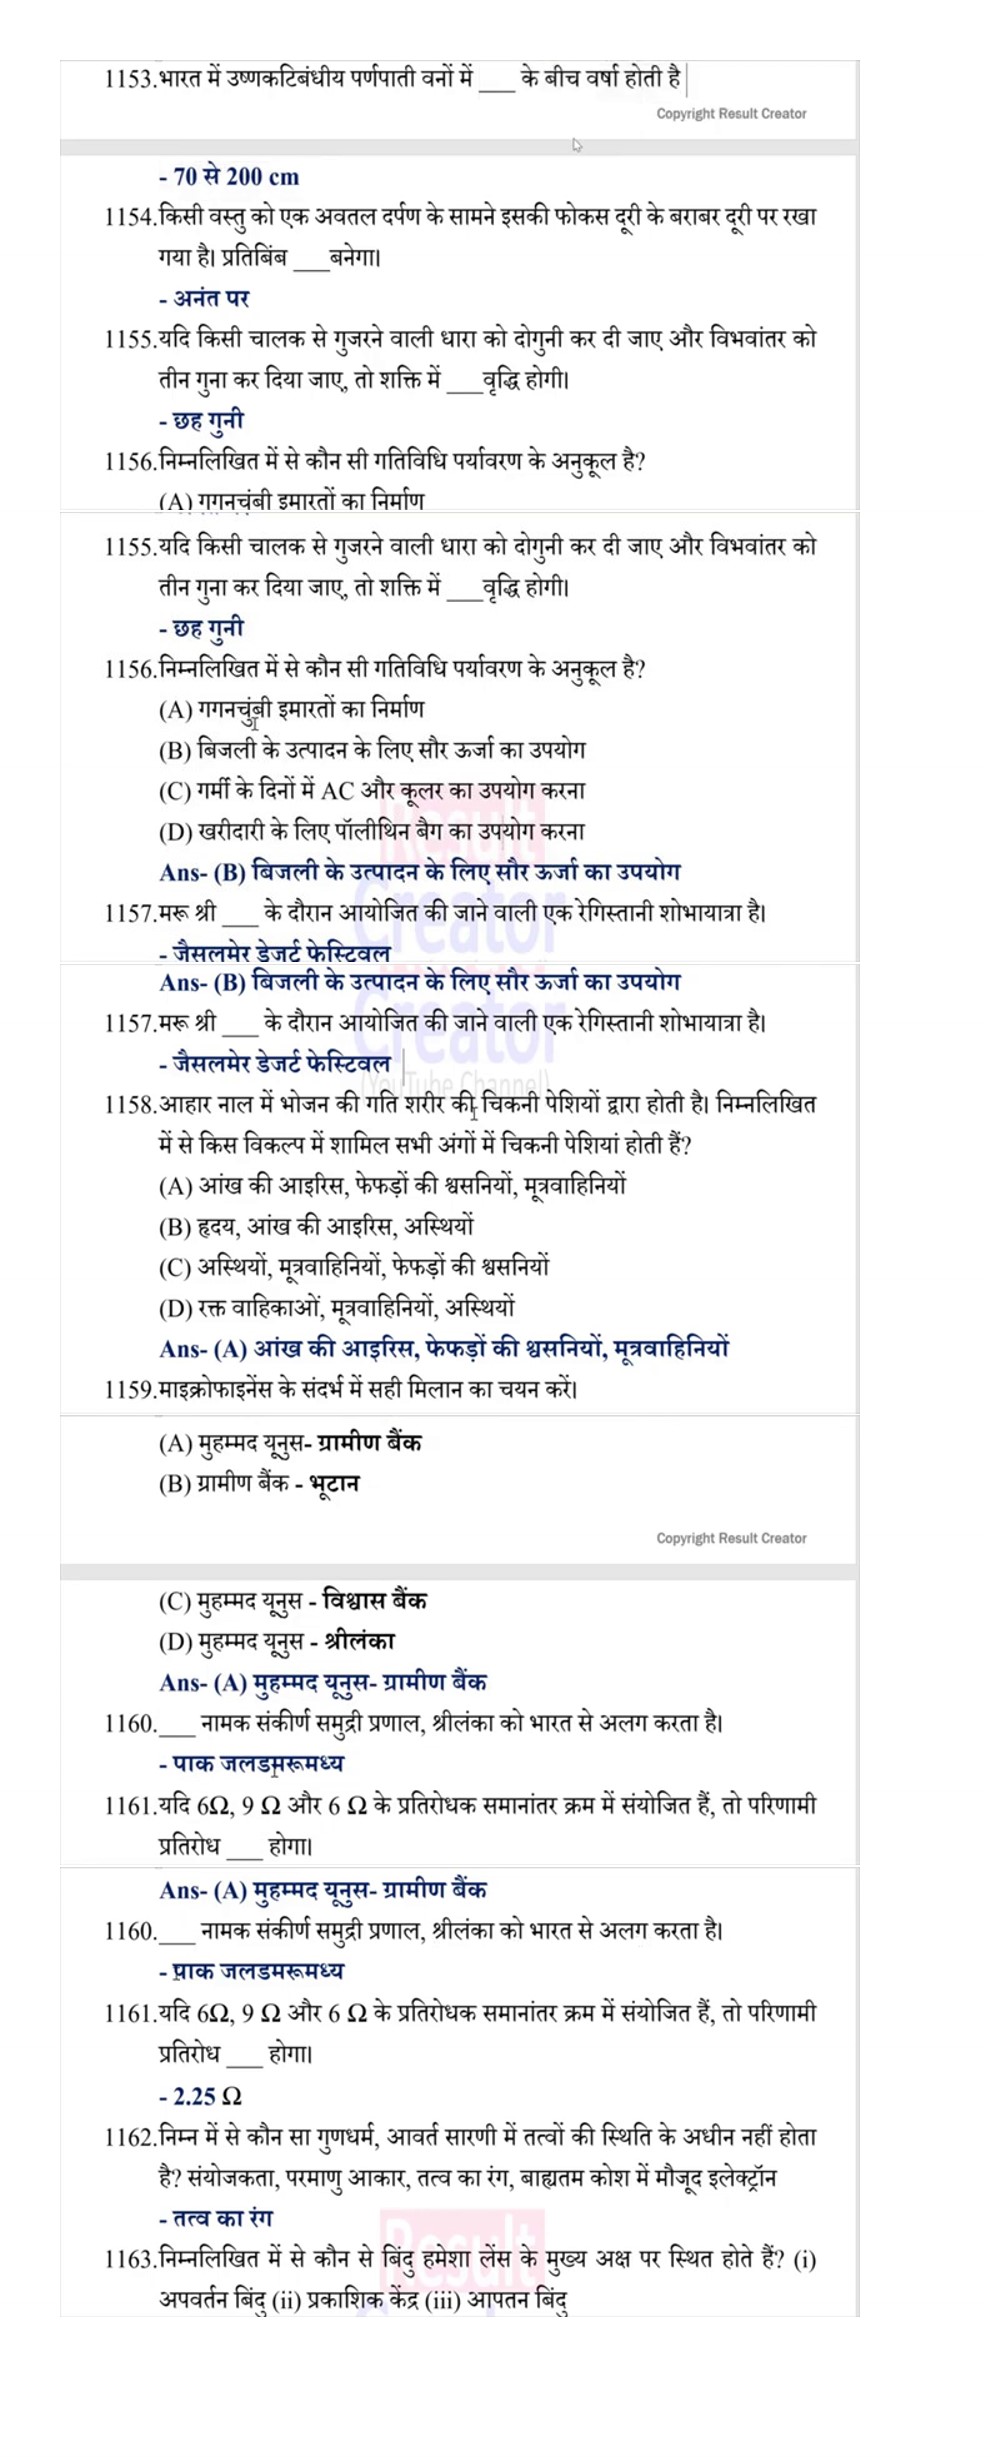 1153.भारत में उष्णकटिबंधीय पर्णपाती वनों में ____ के बीच वर्षा होती है
Copyright Result Creator
- 70 से 200 cm
1154.किसी वस्तु को एक अवतल दर्पण के सामने इसकी फोकस दूरी के बराबर दूरी पर रखा
गया है। प्रतिबिंब ____बनेगा।
- अनंत पर
1155.यदि किसी चालक से गुजरने वाली धारा को दोगुनी कर दी जाए और विभवांतर को
तीन गुना कर दिया जाए, तो शक्ति में ____वृद्धि होगी।
- छह गुनी
1156.निम्नलिखित में से कौन सी गतिविधि पर्यावरण के अनुकूल है?
(A) गगनचुंबी इमारतों का निर्माण
1155.यदि किसी चालक से गुजरने वाली धारा को दोगुनी कर दी जाए और विभवांतर को
तीन गुना कर दिया जाए, तो शक्ति में ____वृद्धि होगी।
- छह गुनी
1156.निम्नलिखित में से कौन सी गतिविधि पर्यावरण के अनुकूल है?
(A) गगनचुंबी इमारतों का निर्माण
(B) बिजली के उत्पादन के लिए सौर ऊर्जा का उपयोग
(C) गर्मी के दिनों में AC और कूलर का उपयोग करना
(D) खरीदारी के लिए पॉलीथिन बैग का उपयोग करना
Ans- (B) बिजली के उत्पादन के लिए सौर ऊर्जा का उपयोग
1157.मरू श्री ____ के दौरान आयोजित की जाने वाली एक रेगिस्तानी शोभायात्रा है।
- जैसलमेर डेजर्ट फेस्टिवल
Result
Creator
Ans- (B) बिजली के उत्पादन के लिए सौर ऊर्जा का उपयोग
1157.मरू श्री ____ के दौरान आयोजित की जाने वाली एक रेगिस्तानी शोभायात्रा है।
- जैसलमेर डेजर्ट फेस्टिवल
Creator
(YouTube Channel)
1158.आहार नाल में भोजन की गति शरीर की चिकनी पेशियों द्वारा होती है। निम्नलिखित
में से किस विकल्प में शामिल सभी अंगों में चिकनी पेशियां होती हैं?
(A) आंख की आइरिस, फेफड़ों की श्वसनियों, मूत्रवाहिनियों
(B) हृदय, आंख की आइरिस, अस्थियों
(C) अस्थियों, मूत्रवाहिनियों, फेफड़ों की श्वसनियों
(D) रक्त वाहिकाओं, मूत्रवाहिनियों, अस्थियों
Ans- (A) आंख की आइरिस, फेफड़ों की श्वसनियों, मूत्रवाहिनियों
1159.माइक्रोफाइनेंस के संदर्भ में सही मिलान का चयन करें।
(A) मुहम्मद यूनुस- ग्रामीण बैंक
(B) ग्रामीण बैंक - भूटान
Copyright Result Creator
(C) मुहम्मद यूनुस - विश्वास बैंक
(D) मुहम्मद यूनुस - श्रीलंका
Ans- (A) मुहम्मद यूनुस- ग्रामीण बैंक
1160.____ नामक संकीर्ण समुद्री प्रणाल, श्रीलंका को भारत से अलग करता है।
- पाक जलडमरूमध्य
1161.यदि 6Ω, 9 Ω और 6 Ω के प्रतिरोधक समानांतर क्रम में संयोजित हैं, तो परिणामी
प्रतिरोध ____ होगा।
Ans- (A) मुहम्मद यूनुस- ग्रामीण बैंक
1160.____ नामक संकीर्ण समुद्री प्रणाल, श्रीलंका को भारत से अलग करता है।
- पाक जलडमरूमध्य
1161.यदि 6Ω, 9 Ω और 6 Ω के प्रतिरोधक समानांतर क्रम में संयोजित हैं, तो परिणामी
प्रतिरोध ____ होगा।
- 2.25 Ω
1162.निम्न में से कौन सा गुणधर्म, आवर्त सारणी में तत्वों की स्थिति के अधीन नहीं होता
है? संयोजकता, परमाणु आकार, तत्व का रंग, बाह्यतम कोश में मौजूद इलेक्ट्रॉन
- तत्व का रंग
Result
1163.निम्नलिखित में से कौन से बिंदु हमेशा लेंस के मुख्य अक्ष पर स्थित होते हैं? (i)
अपवर्तन बिंदु (ii) प्रकाशिक केंद्र (iii) आपतन बिंदु